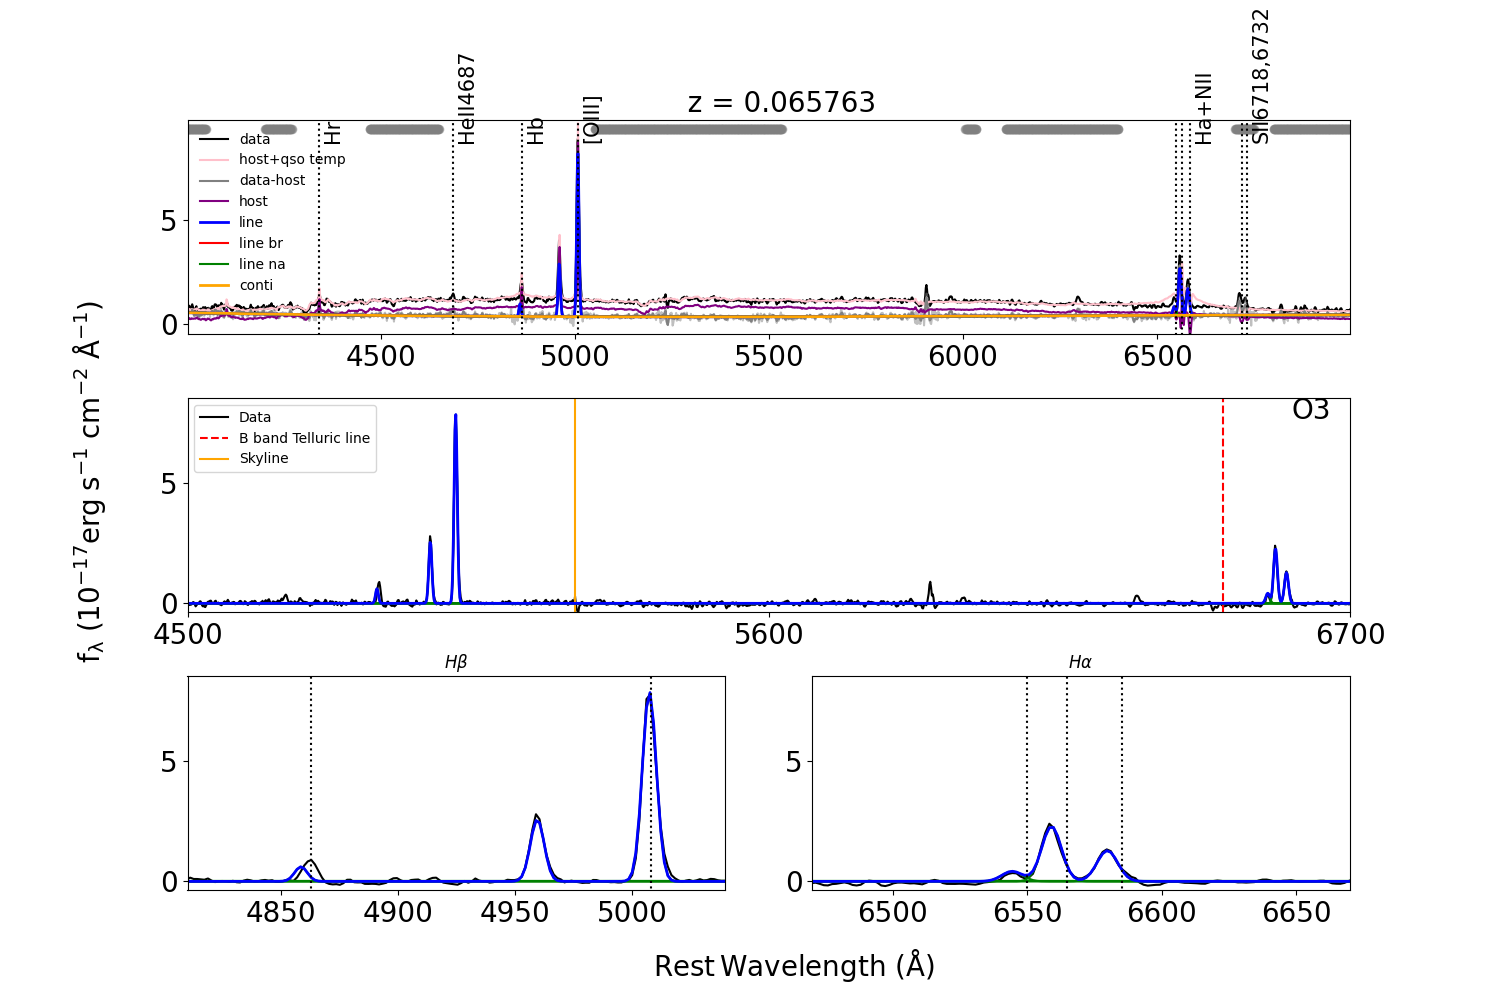 z = 0.065763
Hr
HeII4687
Hb
[OIII]
Ha+NII
SII6718,6732
data
host+qso temp
data-host
host
line
line br
line na
conti
5
0
4500
5000
5500
6000
6500
O3
Data
B band Telluric line
Skyline
5
0
4500
5600
6700
fλ (10⁻¹⁷erg s⁻¹ cm⁻² Å⁻¹)
Hβ
5
0
4850
4900
4950
5000
Hα
5
0
6500
6550
6600
6650
Rest Wavelength (Å)